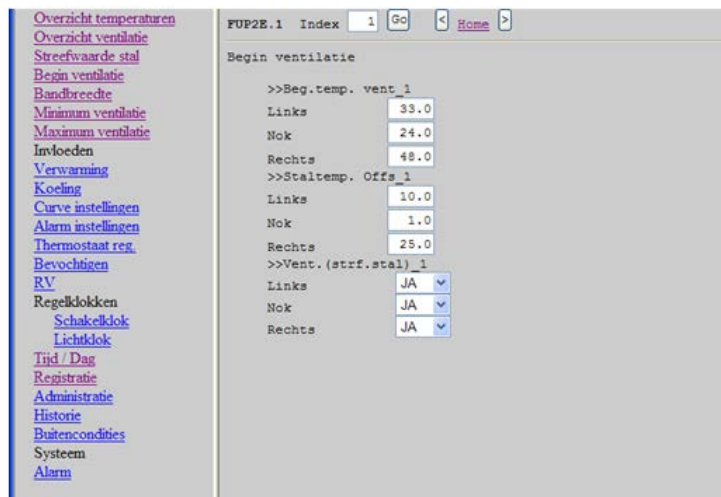 Overzicht temperaturen
Overzicht ventilatie
Streefwaarde stal
Begin ventilatie
Bandbreedte
Minimum ventilatie
Maximum ventilatie
Invloeden
Verwarming
Koeling
Curve instellingen
Alarm instellingen
Thermostaat reg.
Bevochtigen
RV
Regelklokken
Schakelklok
Lichtklok
Tijd / Dag
Registratie
Administratie
Historie
Buitencondities
Systeem
Alarm
FUP2E.1 Index 1 Go < Home >
Begin ventilatie
>>Beg.temp. vent_1
Links 33.0
Nok 24.0
Rechts 48.0
>>Staltemp. Offs_1
Links 10.0
Nok 1.0
Rechts 25.0
>>Vent.(strf.stal)_1
Links JA
Nok JA
Rechts JA